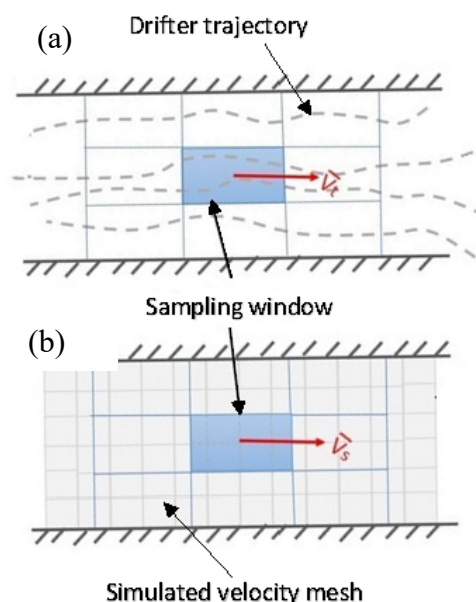 (a)
Drifter trajectory
V̅t
Sampling window
(b)
V̅s
Simulated velocity mesh